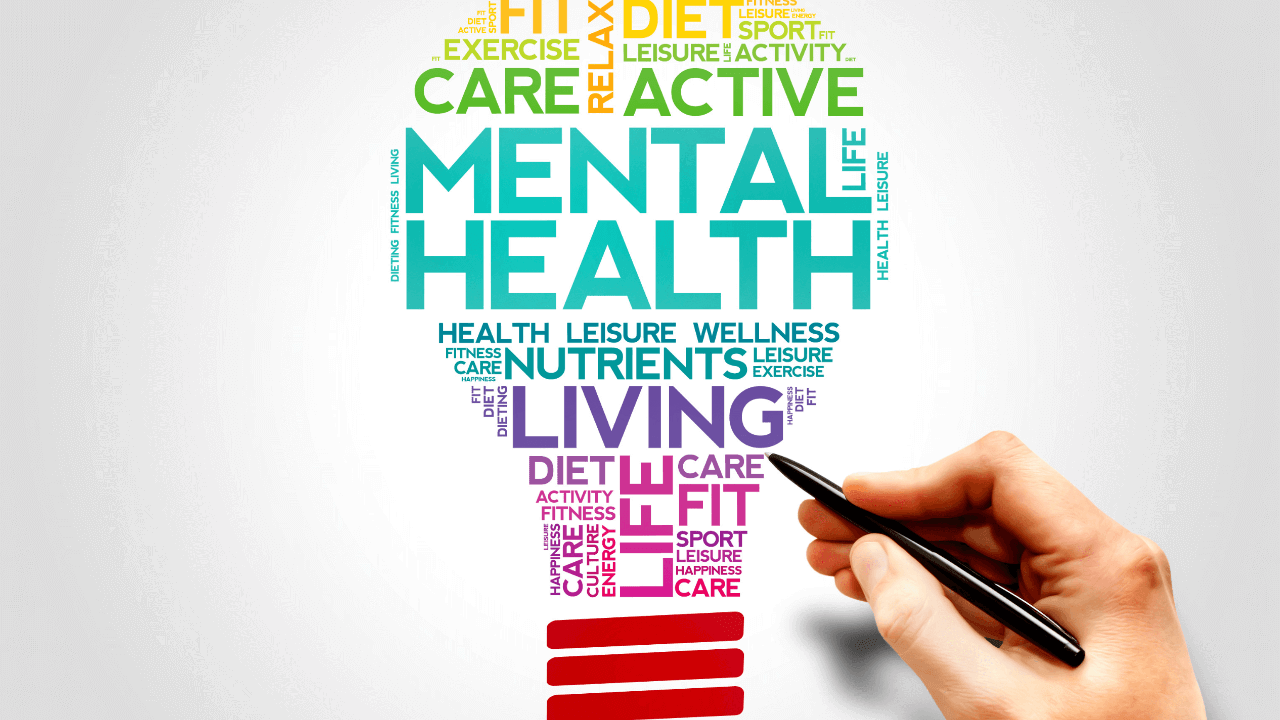 FIT
DIET
ACTIVE
SPORT
FIT
RELAX
DIET
FITNESS
LEISURE LIVING
ENERGY
SPORT FIT
FIT EXERCISE
LEISURE LIFE ACTIVITY DIET
CARE ACTIVE
MENTAL
LIFE
HEALTH
DIETING FITNESS LIVING
HEALTH LEISURE
HEALTH LEISURE WELLNESS
FITNESS
CARE
HAPPINESS
NUTRIENTS
LEISURE
EXERCISE
FIT
DIET
DIETING
LIVING
HAPPINESS
DIET
FIT
DIET
LIFE
CARE
ACTIVITY
FITNESS
FIT
LEISURE
HAPPINESS
CARE
CULTURE
ENERGY
SPORT
LEISURE
HAPPINESS
CARE